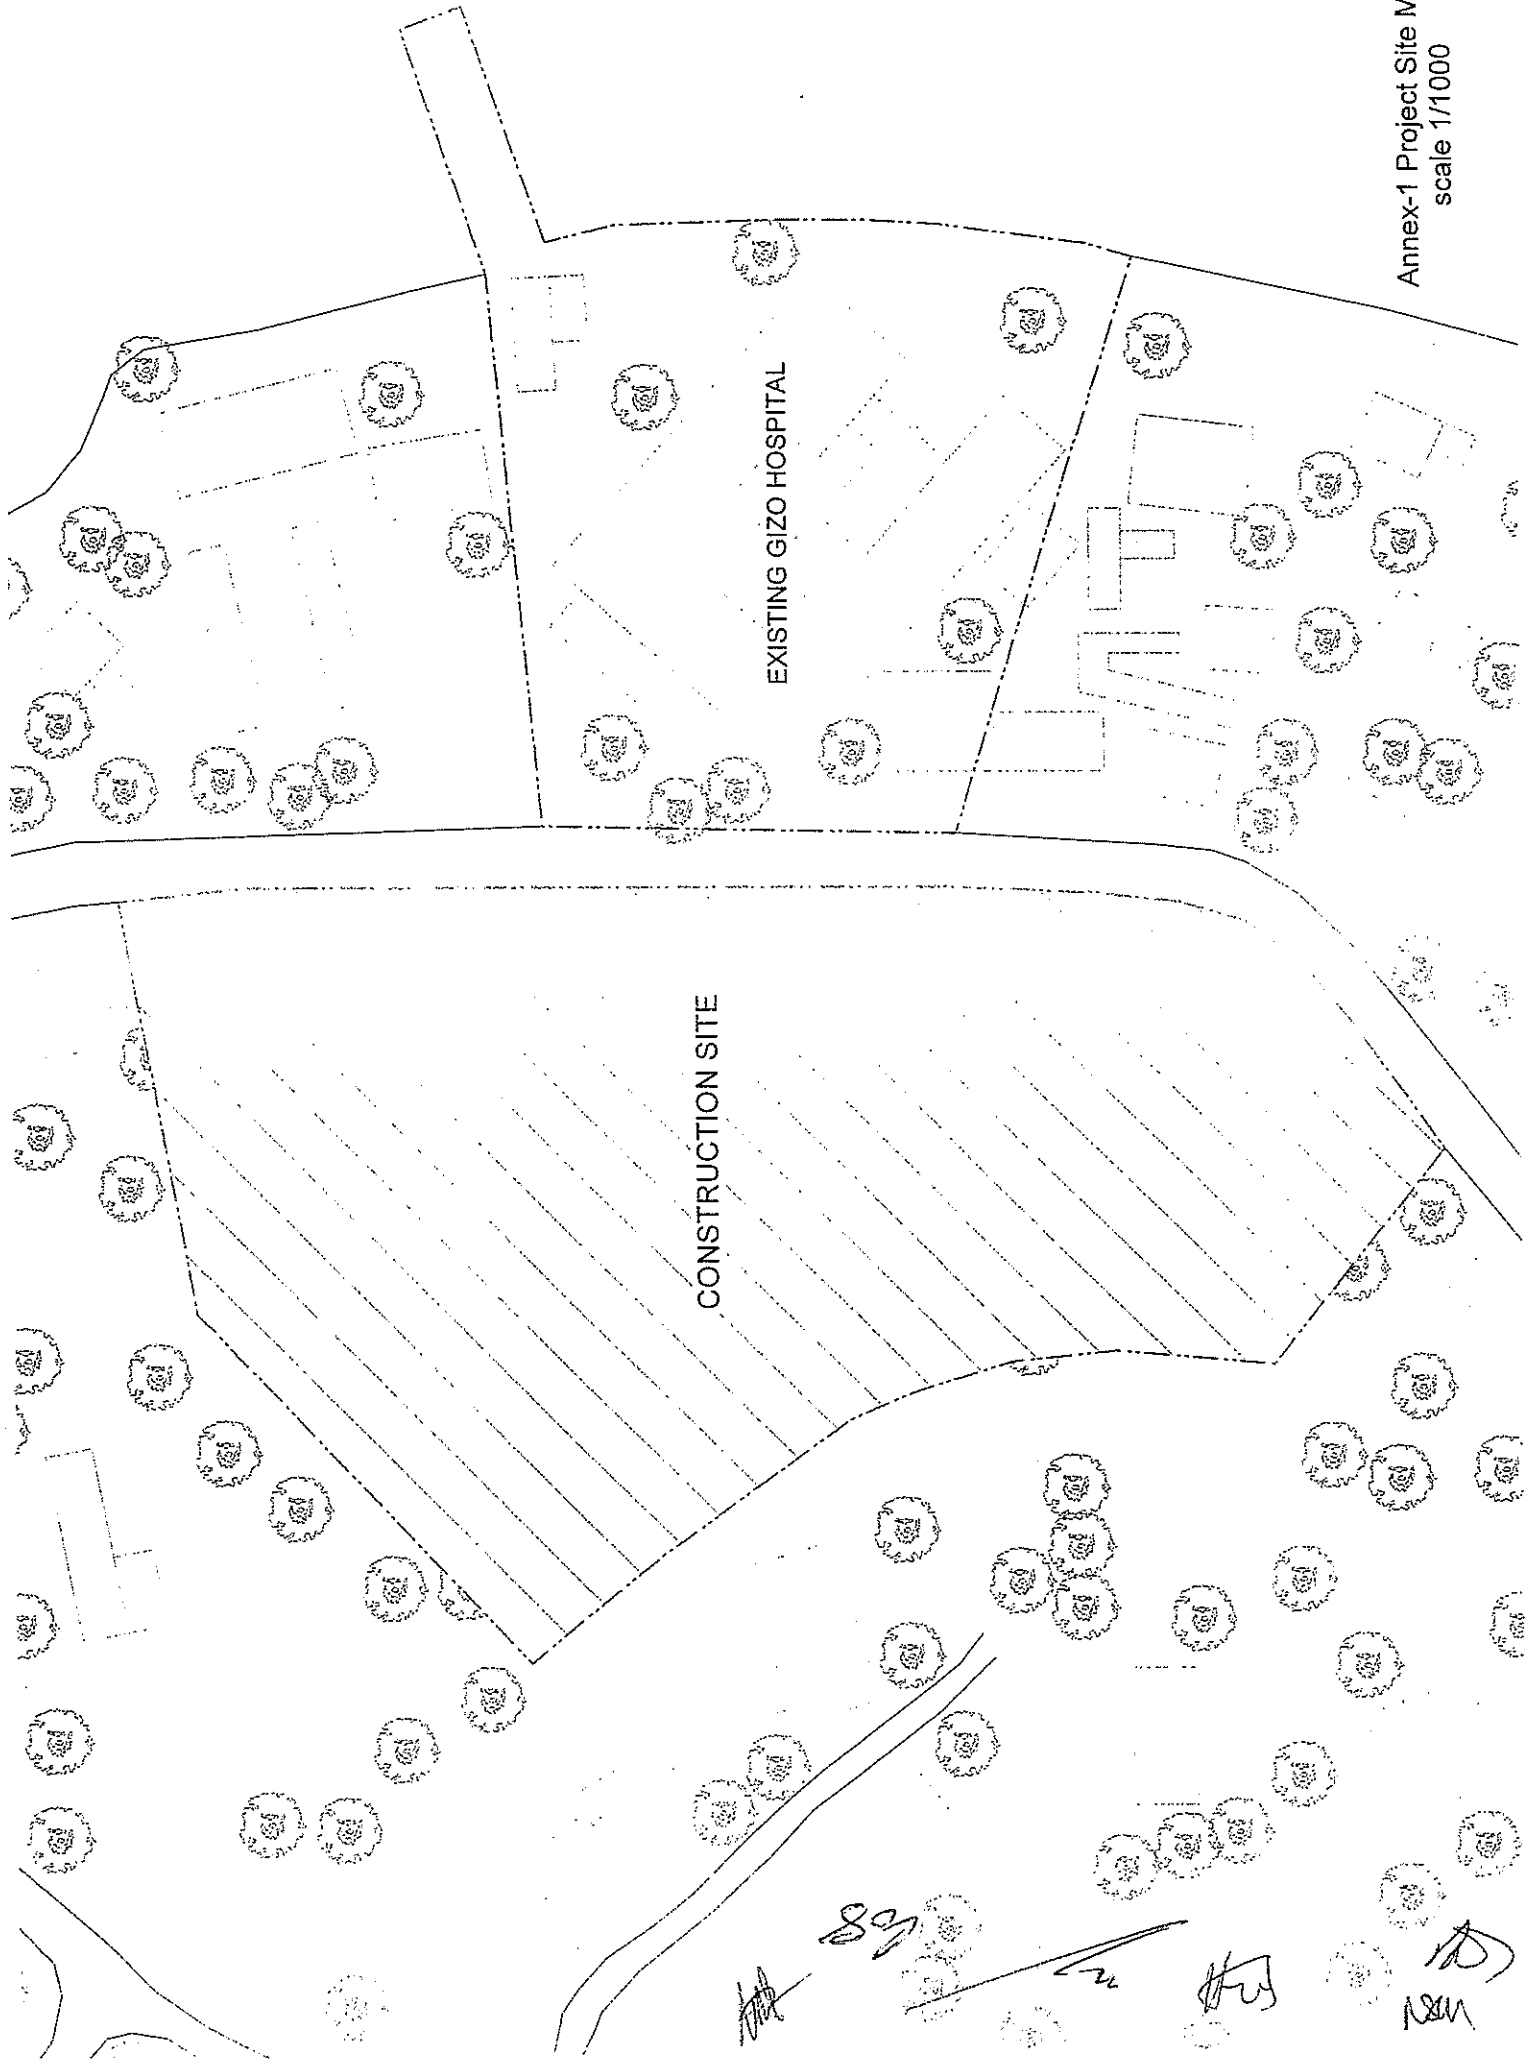 EXISTING GIZO HOSPITAL
CONSTRUCTION SITE
Annex-1 Project Site M
scale 1/1000